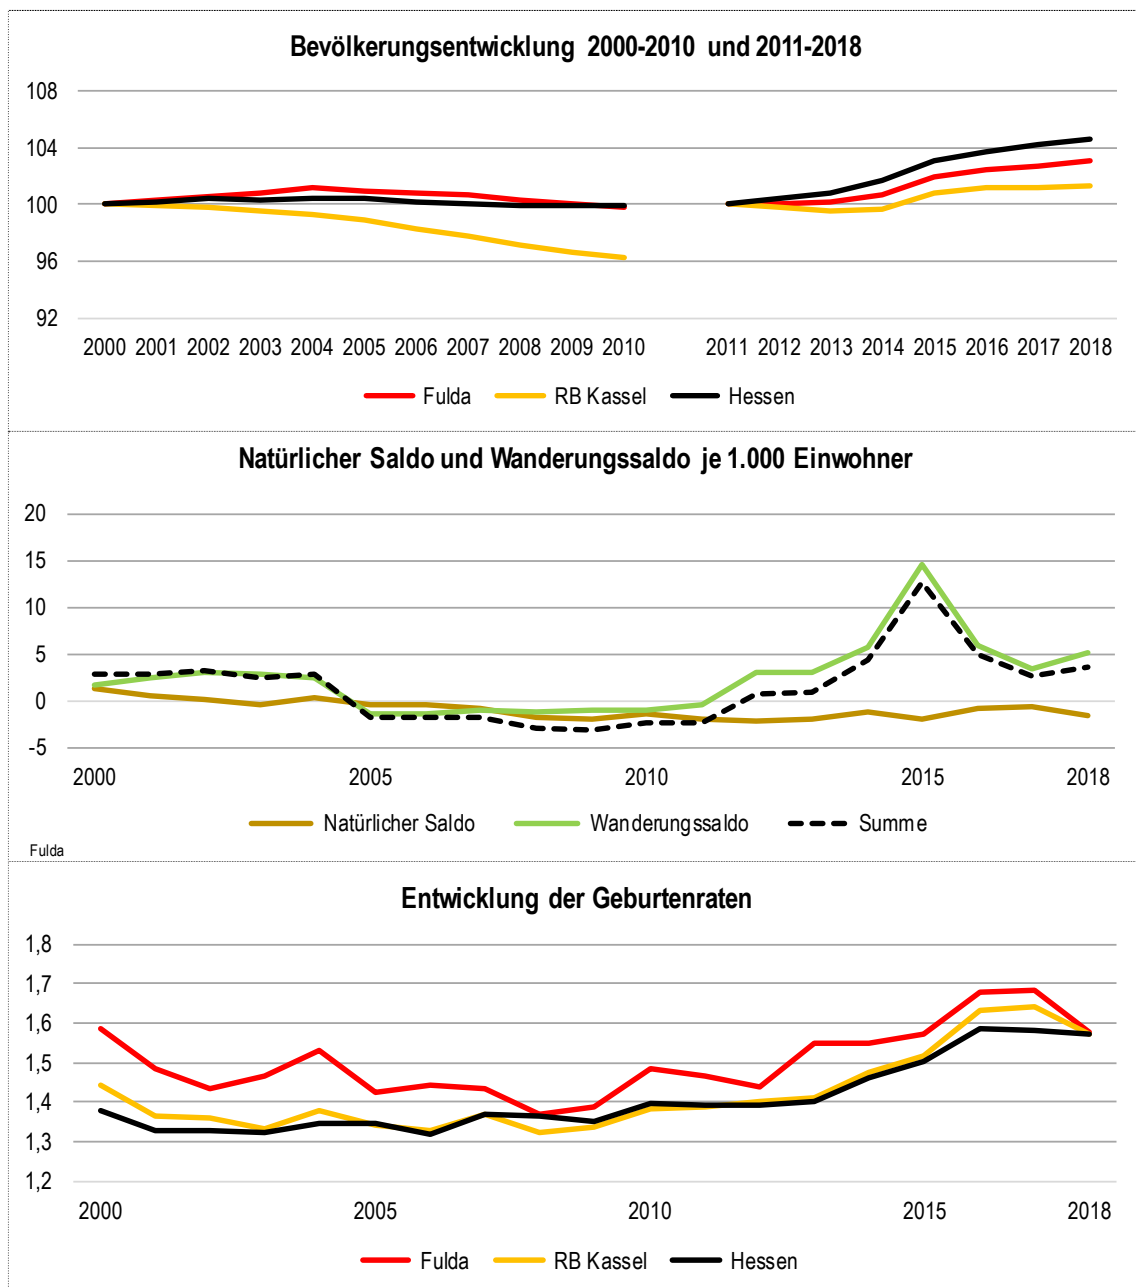 Bevölkerungsentwicklung 2000-2010 und 2011-2018
108
104
100
96
92
2000 2001 2002 2003 2004 2005 2006 2007 2008 2009 2010 2011 2012 2013 2014 2015 2016 2017 2018
Fulda RB Kassel Hessen
Natürlicher Saldo und Wanderungssaldo je 1.000 Einwohner
20
15
10
5
0
-5
2000 2005 2010 2015 2018
Natürlicher Saldo Wanderungssaldo Summe
Fulda
Entwicklung der Geburtenraten
1,8
1,7
1,6
1,5
1,4
1,3
1,2
2000 2005 2010 2015 2018
Fulda RB Kassel Hessen